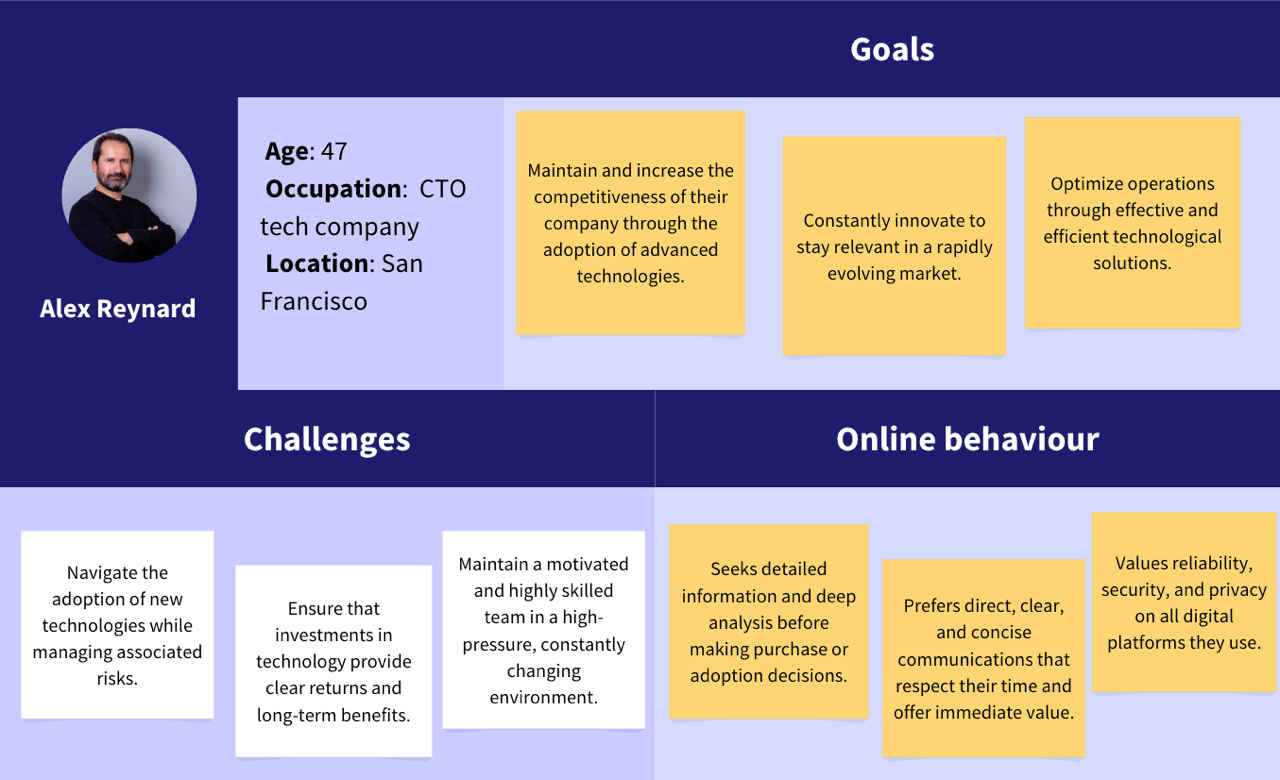 Goals
Alex Reynard
Age: 47
Occupation: CTO
tech company
Location: San
Francisco
Maintain and increase the
competitiveness of their
company through the
adoption of advanced
technologies.
Constantly innovate to
stay relevant in a rapidly
evolving market.
Optimize operations
through effective and
efficient technological
solutions.
Challenges
Navigate the
adoption of new
technologies while
managing associated
risks.
Ensure that
investments in
technology provide
clear returns and
long-term benefits.
Maintain a motivated
and highly skilled
team in a high-
pressure, constantly
changing
environment.
Online behaviour
Seeks detailed
information and deep
analysis before
making purchase or
adoption decisions.
Prefers direct, clear,
and concise
communications that
respect their time and
offer immediate value.
Values reliability,
security, and privacy
on all digital
platforms they use.